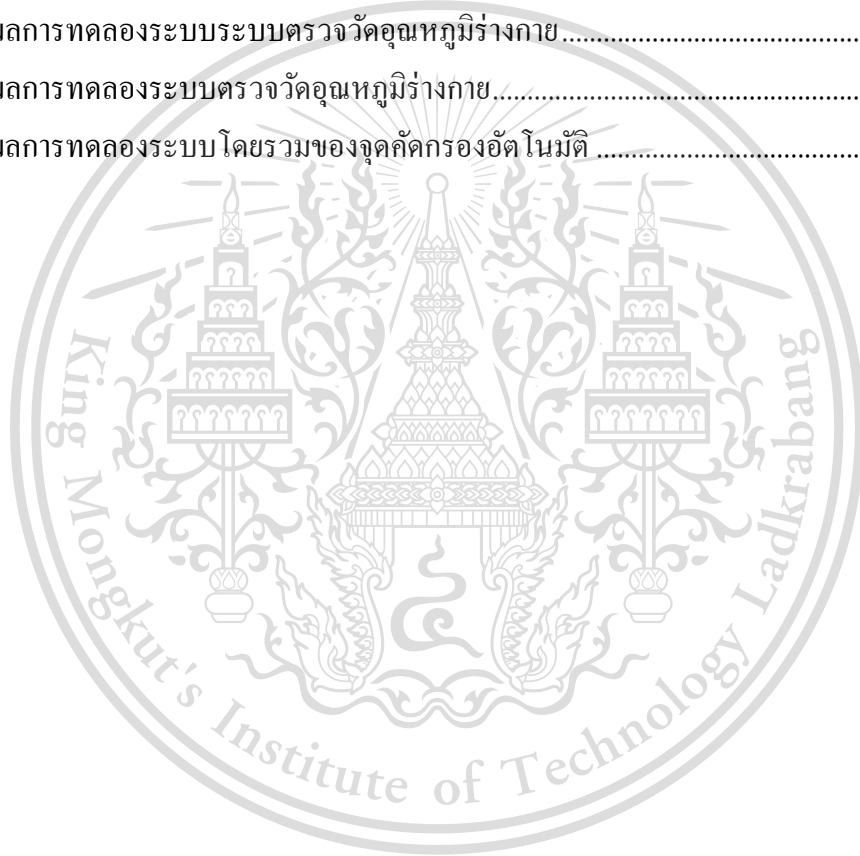 ผลการทดลองระบบระบบตรวจวัดอุณหภูมิร่างกาย........................................
ผลการทดลองระบบตรวจวัดอุณหภูมิร่างกาย..................................................
ผลการทดลองระบบโดยรวมของจุดคัดกรองอัตโนมัติ ....................................
King Mongkut's Institute of Technology Ladkrabang